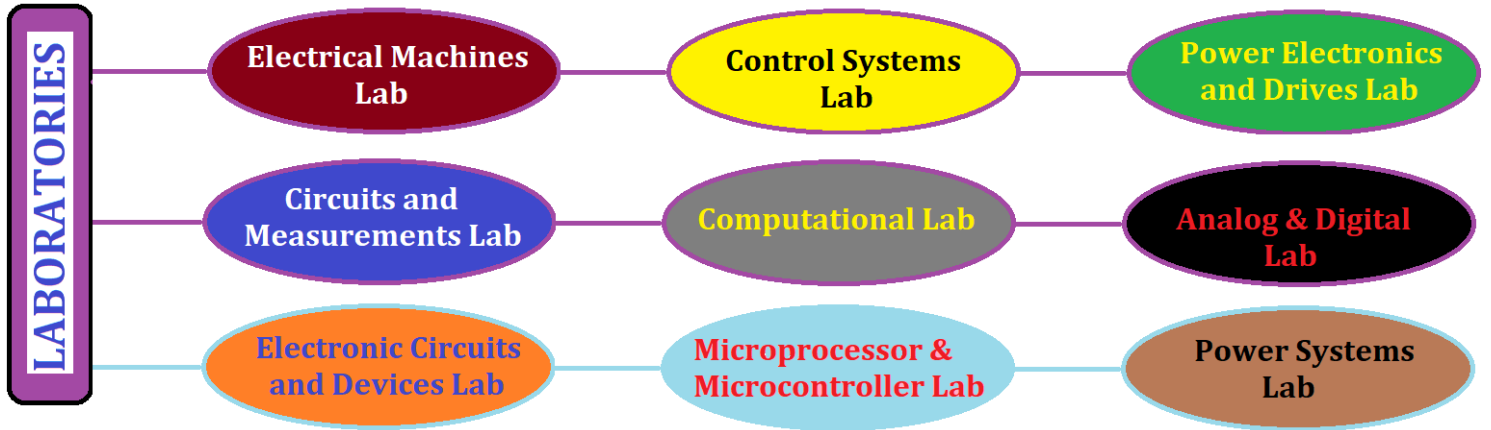 LABORATORIES
Electrical Machines
Lab
Control Systems
Lab
Power Electronics
and Drives Lab
Circuits and
Measurements Lab
Computational Lab
Analog & Digital
Lab
Electronic Circuits
and Devices Lab
Microprocessor &
Microcontroller Lab
Power Systems
Lab